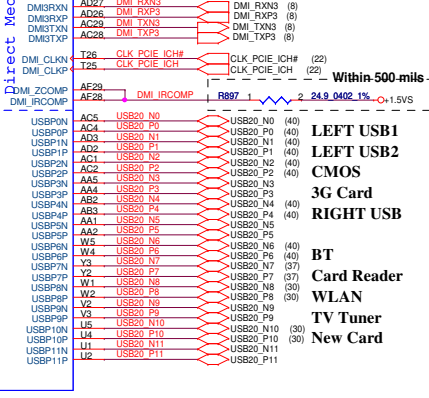 DMI3RXN AD27 DMI_RXN3 DMI_RXN3 (8)
DMI3RXP AD26 DMI_RXP3 DMI_RXP3 (8)
DMI3TXN AC29 DMI_TXN3 DMI_TXN3 (8)
DMI3TXP AC28 DMI_TXP3 DMI_TXP3 (8)
Direct Med
DMI_CLKN T26 CLK_PCIE_ICH# CLK_PCIE_ICH# (22)
DMI_CLKP T25 CLK_PCIE_ICH CLK_PCIE_ICH (22)
Within 500 mils
DMI_ZCOMP AF29
DMI_IRCOMP AF28 DMI_IRCOMP R897 1 2 24.9_0402_1% +1.5VS
USBP0N AC5 USB20_N0 USB20_N0 (40)
USBP0P AC4 USB20_P0 USB20_P0 (40) LEFT USB1
USBP1N AD3 USB20_N1 USB20_N1 (40)
USBP1P AD2 USB20_P1 USB20_P1 (40) LEFT USB2
USBP2N AC1 USB20_N2 USB20_N2 (40)
USBP2P AC2 USB20_P2 USB20_P2 (40) CMOS
USBP3N AA5 USB20_N3 USB20_N3
USBP3P AA4 USB20_P3 USB20_P3 3G Card
USBP4N AB2 USB20_N4 USB20_N4 (40)
USBP4P AB3 USB20_P4 USB20_P4 (40) RIGHT USB
USBP5N AA1 USB20_N5 USB20_N5
USBP5P AA2 USB20_P5 USB20_P5
USBP6N W5 USB20_N6 USB20_N6 (40)
USBP6P W4 USB20_P6 USB20_P6 (40) BT
USBP7N Y3 USB20_N7 USB20_N7 (37)
USBP7P Y2 USB20_P7 USB20_P7 (37) Card Reader
USBP8N W1 USB20_N8 USB20_N8 (30)
USBP8P W2 USB20_P8 USB20_P8 (30) WLAN
USBP9N V2 USB20_N9 USB20_N9
USBP9P V3 USB20_P9 USB20_P9 TV Tuner
USBP10N U5 USB20_N10 USB20_N10 (30)
USBP10P U4 USB20_P10 USB20_P10 (30) New Card
USBP11N U1 USB20_N11 USB20_N11
USBP11P U2 USB20_P11 USB20_P11